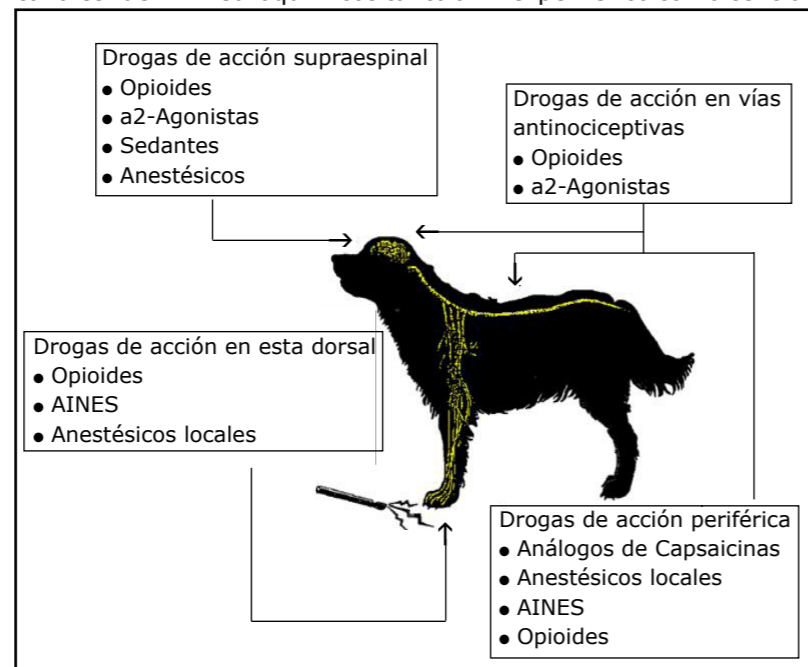 Drogas de acción supraespinal
● Opioides
● a2-Agonistas
● Sedantes
● Anestésicos
Drogas de acción en vías
antinociceptivas
● Opioides
● a2-Agonistas
Drogas de acción en esta dorsal
● Opioides
● AINES
● Anestésicos locales
Drogas de acción periférica
● Análogos de Capsaicinas
● Anestésicos locales
● AINES
● Opioides